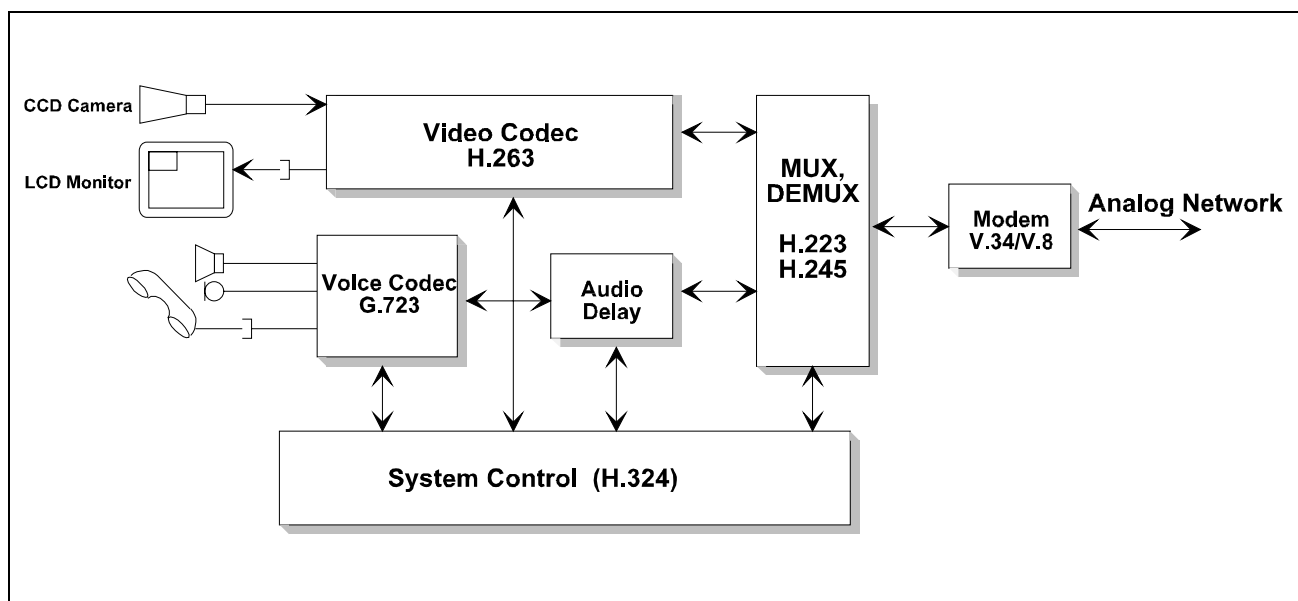 CCD Camera
Video Codec
H.263
LCD Monitor
MUX,
DEMUX
H.223
H.245
Modem
V.34/V.8
Analog Network
Voice Codec
G.723
Audio
Delay
System Control (H.324)